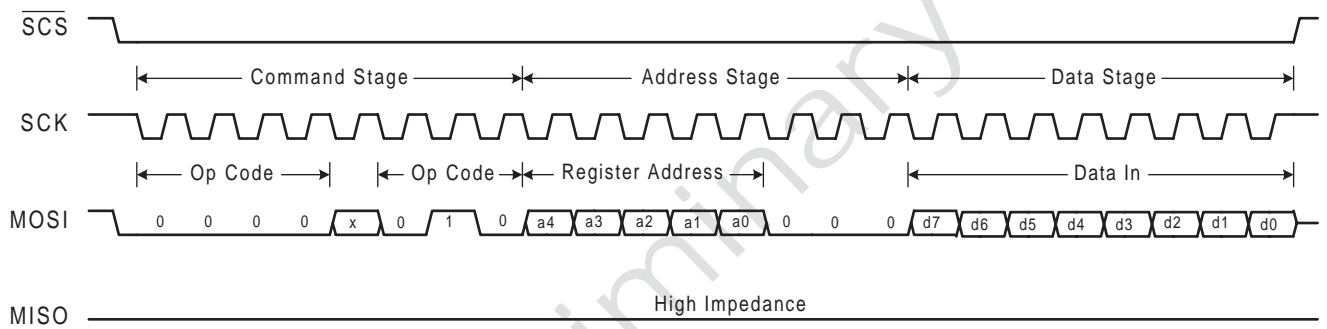 SCS
Command Stage Address Stage Data Stage
SCK
Op Code Op Code Register Address Data In
MOSI 0 0 0 0 x 0 1 0 a4 a3 a2 a1 a0 0 0 0 d7 d6 d5 d4 d3 d2 d1 d0
High Impedance
MISO